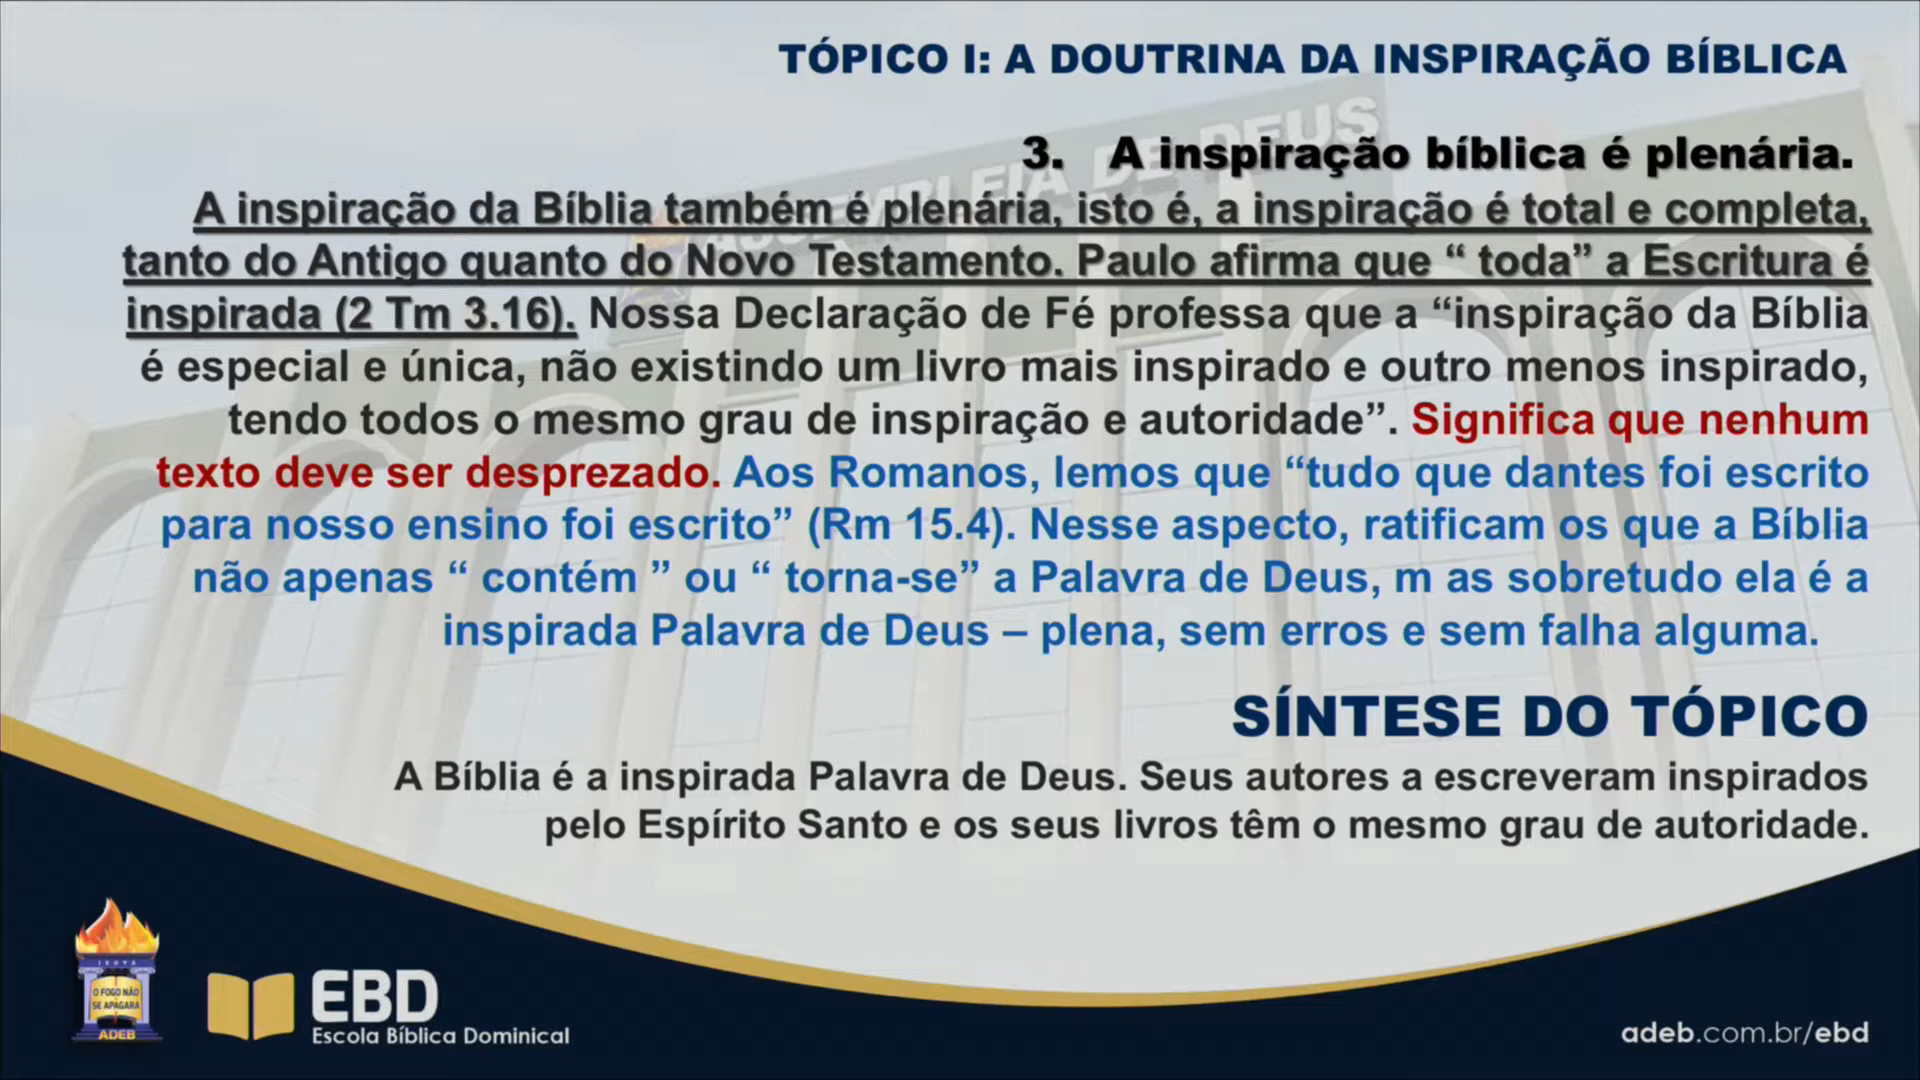 TÓPICO I: A DOUTRINA DA INSPIRAÇÃO BÍBLICA
ASSEMBLEIA DE DEUS
3. A inspiração bíblica é plenária.
A inspiração da Bíblia também é plenária, isto é, a inspiração é total e completa,
tanto do Antigo quanto do Novo Testamento. Paulo afirma que “ toda” a Escritura é
inspirada (2 Tm 3.16). Nossa Declaração de Fé professa que a “inspiração da Bíblia
é especial e única, não existindo um livro mais inspirado e outro menos inspirado,
tendo todos o mesmo grau de inspiração e autoridade”. Significa que nenhum
texto deve ser desprezado. Aos Romanos, lemos que “tudo que dantes foi escrito
para nosso ensino foi escrito” (Rm 15.4). Nesse aspecto, ratificam os que a Bíblia
não apenas “ contém ” ou “ torna-se” a Palavra de Deus, m as sobretudo ela é a
inspirada Palavra de Deus – plena, sem erros e sem falha alguma.
SÍNTESE DO TÓPICO
A Bíblia é a inspirada Palavra de Deus. Seus autores a escreveram inspirados
pelo Espírito Santo e os seus livros têm o mesmo grau de autoridade.
JEOVÁ
O FOGO NÃO
SE APAGARÁ
ADEB
EBD
Escola Bíblica Dominical
adeb.com.br/ebd